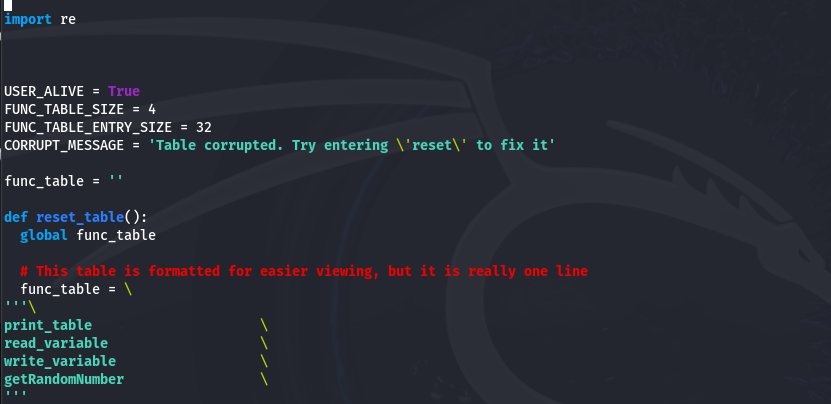 import re
USER_ALIVE = True
FUNC_TABLE_SIZE = 4
FUNC_TABLE_ENTRY_SIZE = 32
CORRUPT_MESSAGE = 'Table corrupted. Try entering \'reset\' to fix it'
func_table = ''
def reset_table():
  global func_table
  # This table is formatted for easier viewing, but it is really one line
  func_table = \
'''\
print_table                     \
read_variable                   \
write_variable                  \
getRandomNumber                 \
'''